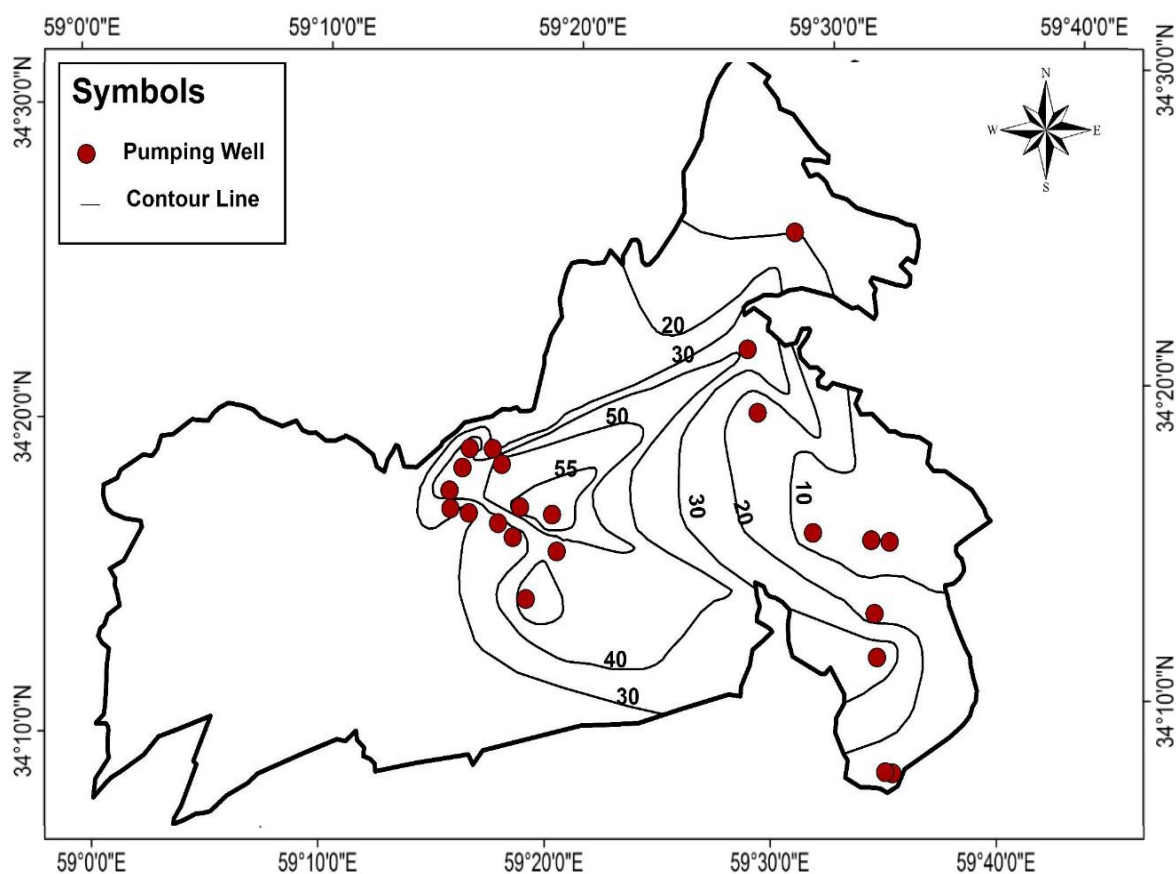 59°0'0"E
59°10'0"E
59°20'0"E
59°30'0"E
59°40'0"E
34°30'0"N
34°30'0"N
Symbols
Pumping Well
Contour Line
N
W
E
S
20
30
34°20'0"N
34°20'0"N
50
55
30
20
10
40
30
34°10'0"N
34°10'0"N
59°0'0"E
59°10'0"E
59°20'0"E
59°30'0"E
59°40'0"E